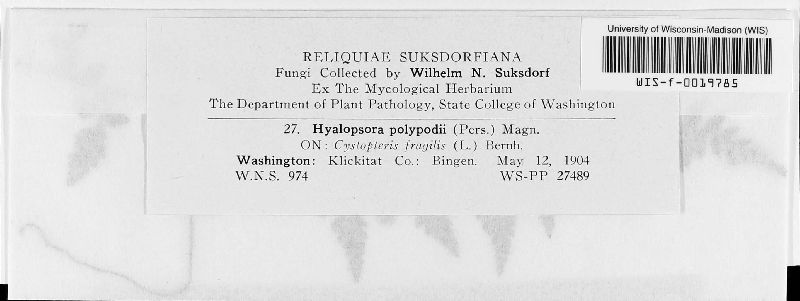 University of Wisconsin-Madison (WIS)
WIS-f-0019785
RELIQUIAE SUKSDORFIANA
Fungi Collected by Wilhelm N. Suksdorf
Ex The Mycological Herbarium
The Department of Plant Pathology, State College of Washington
27. Hyalopsora polypodii (Pers.) Magn.
ON: Cystopteris fragilis (L.) Bernh.
Washington: Klickitat Co.: Bingen. May 12, 1904
W.N.S. 974 WS-PP 27489